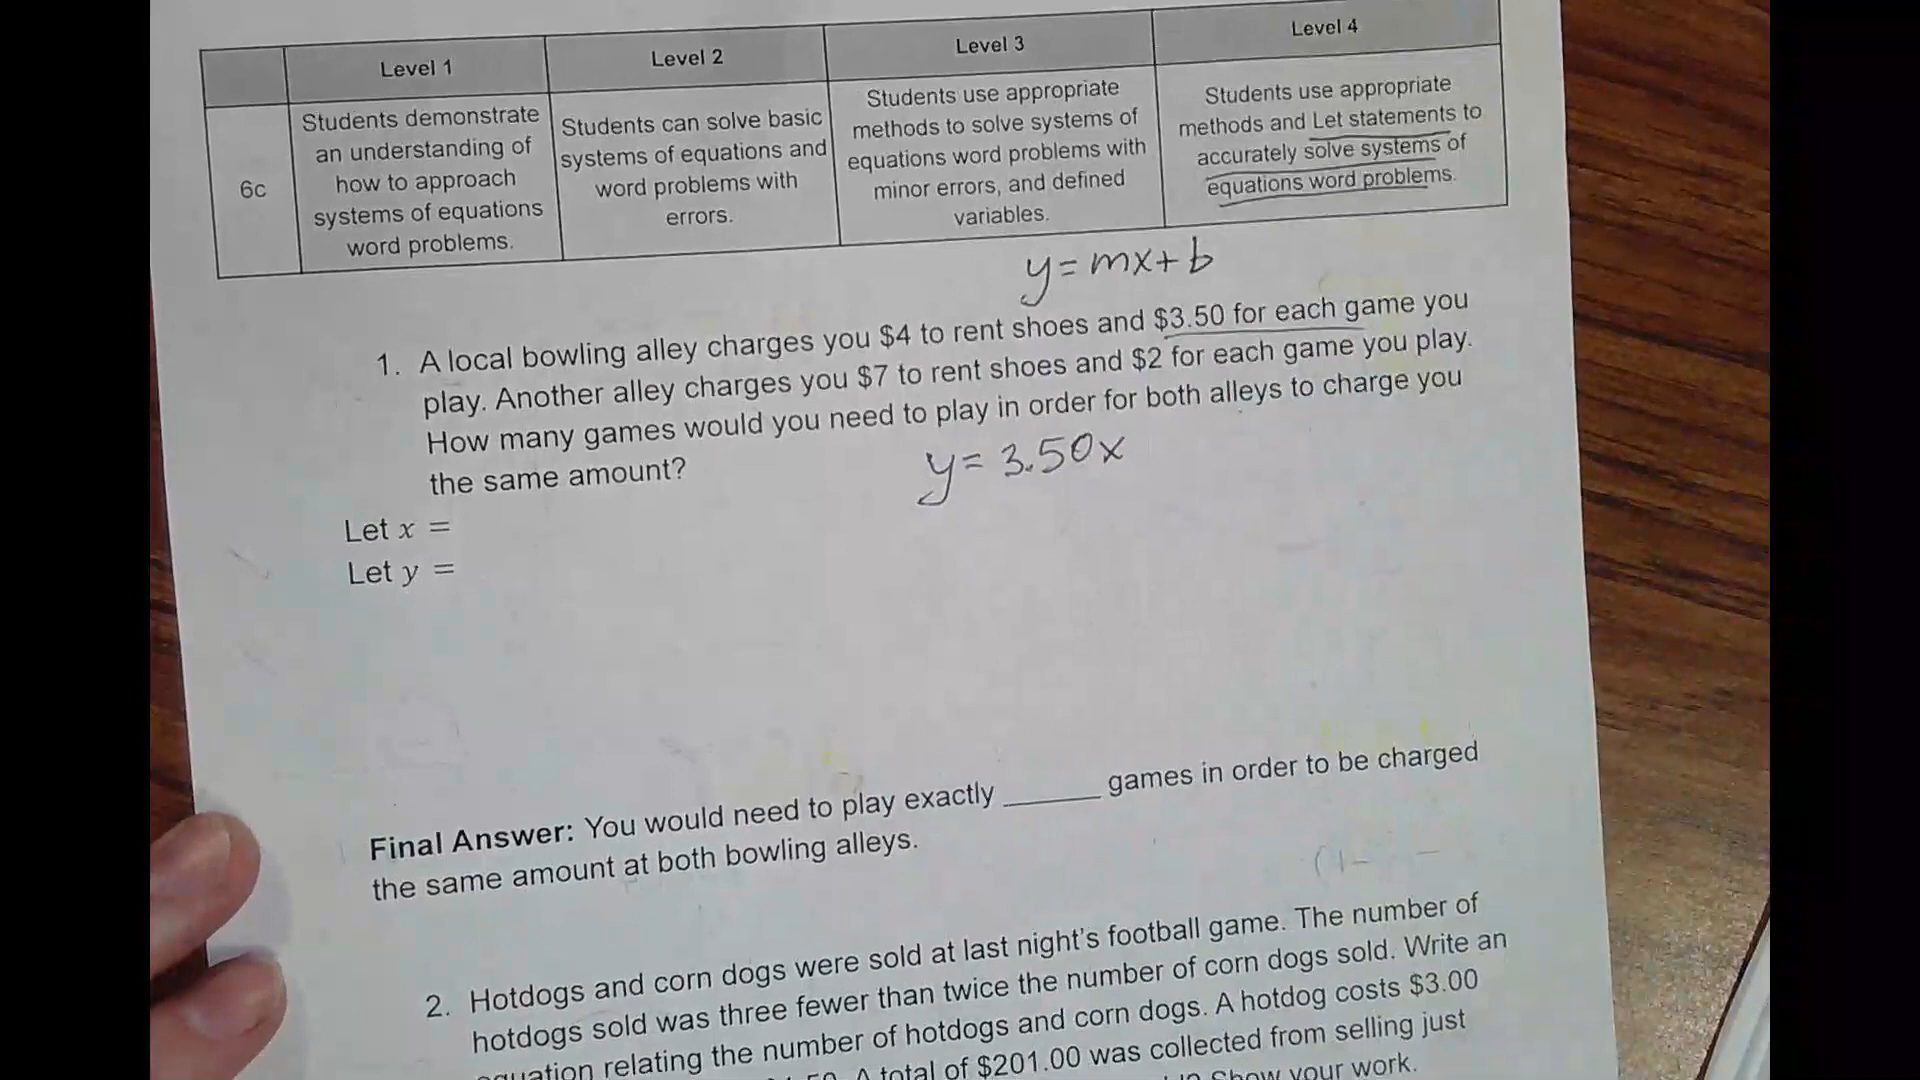 Level 1 Level 2 Level 3 Level 4
6c
Students demonstrate
an understanding of
how to approach
systems of equations
word problems.
Students can solve basic
systems of equations and
word problems with
errors.
Students use appropriate
methods to solve systems of
equations word problems with
minor errors, and defined
variables.
Students use appropriate
methods and Let statements to
accurately solve systems of
equations word problems.
y = mx + b
1. A local bowling alley charges you $4 to rent shoes and $3.50 for each game you
play. Another alley charges you $7 to rent shoes and $2 for each game you play.
How many games would you need to play in order for both alleys to charge you
the same amount?
y = 3.50x
Let x =
Let y =
Final Answer: You would need to play exactly ______ games in order to be charged
the same amount at both bowling alleys.
2. Hotdogs and corn dogs were sold at last night's football game. The number of
hotdogs sold was three fewer than twice the number of corn dogs sold. Write an
equation relating the number of hotdogs and corn dogs. A hotdog costs $3.00
A total of $201.00 was collected from selling just
Show your work.